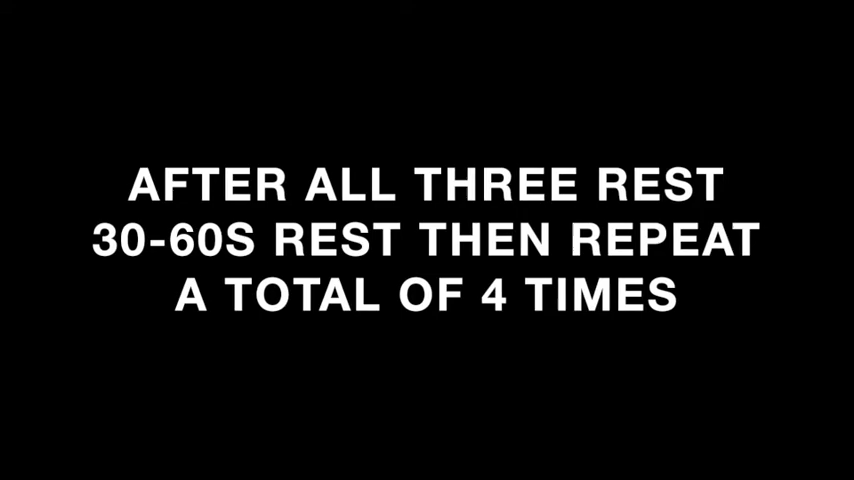 AFTER ALL THREE REST
30-60S REST THEN REPEAT
A TOTAL OF 4 TIMES